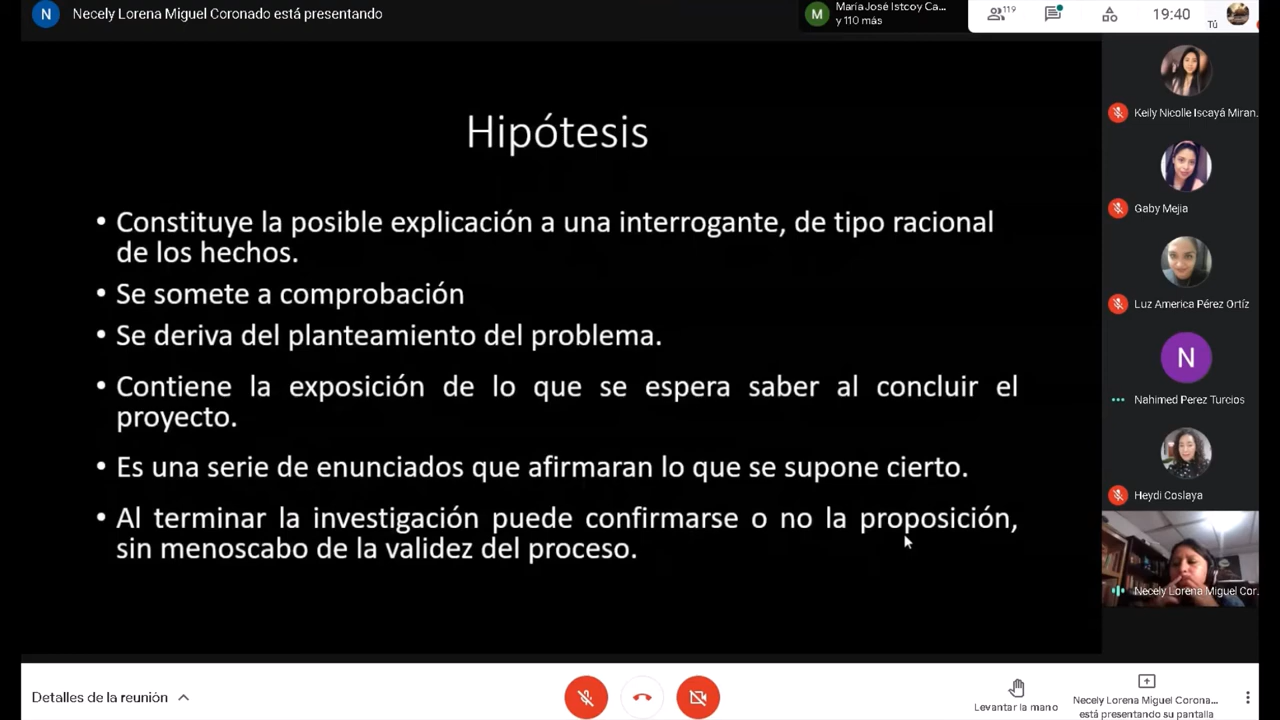 N
Necely Lorena Miguel Coronado está presentando
M
María José Istcoy Ca...
y 110 más
119
19:40
Tú
Hipótesis
• Constituye la posible explicación a una interrogante, de tipo racional
de los hechos.
• Se somete a comprobación
• Se deriva del planteamiento del problema.
• Contiene la exposición de lo que se espera saber al concluir el
proyecto.
• Es una serie de enunciados que afirmaran lo que se supone cierto.
• Al terminar la investigación puede confirmarse o no la proposición,
sin menoscabo de la validez del proceso.
Keily Nicolle Iscayá Miran...
Gaby Mejia
Luz America Pérez Ortíz
N
Nahimed Perez Turcios
Heydi Coslaya
Necely Lorena Miguel Cor...
Detalles de la reunión
Levantar la mano
Necely Lorena Miguel Corona...
está presentando su pantalla